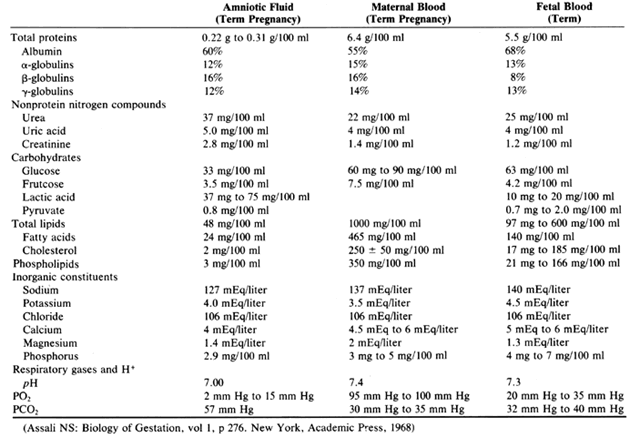 Amniotic Fluid Maternal Blood Fetal Blood
(Term Pregnancy) (Term Pregnancy) (Term)
Total proteins 0.22 g to 0.31 g/100 ml 6.4 g/100 ml 5.5 g/100 ml
Albumin 60% 55% 68%
α-globulins 12% 15% 13%
β-globulins 16% 16% 8%
γ-globulins 12% 14% 13%
Nonprotein nitrogen compounds
Urea 37 mg/100 ml 22 mg/100 ml 25 mg/100 ml
Uric acid 5.0 mg/100 ml 4 mg/100 ml 4 mg/100 ml
Creatinine 2.8 mg/100 ml 1.4 mg/100 ml 1.2 mg/100 ml
Carbohydrates
Glucose 33 mg/100 ml 60 mg to 90 mg/100 ml 63 mg/100 ml
Frutcose 3.5 mg/100 ml 7.5 mg/100 ml 4.2 mg/100 ml
Lactic acid 37 mg to 75 mg/100 ml 10 mg to 20 mg/100 ml
Pyruvate 0.8 mg/100 ml 0.7 mg to 2.0 mg/100 ml
Total lipids 48 mg/100 ml 1000 mg/100 ml 97 mg to 600 mg/100 ml
Fatty acids 24 mg/100 ml 465 mg/100 ml 140 mg/100 ml
Cholesterol 2 mg/100 ml 250 ± 50 mg/100 ml 17 mg to 185 mg/100 ml
Phospholipids 3 mg/100 ml 350 mg/100 ml 21 mg to 166 mg/100 ml
Inorganic constituents
Sodium 127 mEq/liter 137 mEq/liter 140 mEq/liter
Potassium 4.0 mEq/liter 3.5 mEq/liter 4.5 mEq/liter
Chloride 106 mEq/liter 106 mEq/liter 106 mEq/liter
Calcium 4 mEq/liter 4.5 mEq to 6 mEq/liter 5 mEq to 6 mEq/liter
Magnesium 1.4 mEq/liter 2 mEq/liter 1.3 mEq/liter
Phosphorus 2.9 mg/100 ml 3 mg to 5 mg/100 ml 4 mg to 7 mg/100 ml
Respiratory gases and H⁺
pH 7.00 7.4 7.3
PO₂ 2 mm Hg to 15 mm Hg 95 mm Hg to 100 mm Hg 20 mm Hg to 35 mm Hg
PCO₂ 57 mm Hg 30 mm Hg to 35 mm Hg 32 mm Hg to 40 mm Hg
(Assali NS: Biology of Gestation, vol 1, p 276. New York, Academic Press, 1968)